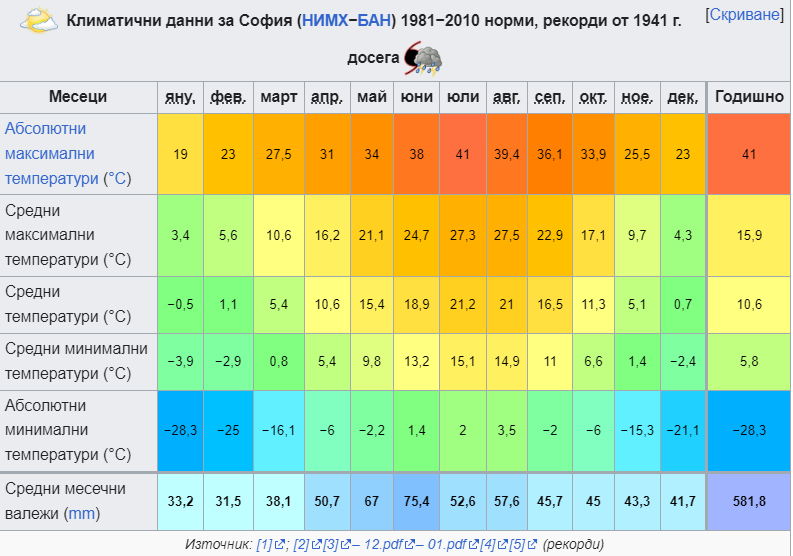 Климатични данни за София (НИМХ–БАН) 1981–2010 норми, рекорди от 1941 г. [Скриване]
досега
Месеци яну. фев. март апр. май юни юли авг. сеп. окт. ное. дек. Годишно
Абсолютни
максимални
температури (°C)
19 23 27,5 31 34 38 41 39,4 36,1 33,9 25,5 23 41
Средни
максимални
температури (°C)
3,4 5,6 10,6 16,2 21,1 24,7 27,3 27,5 22,9 17,1 9,7 4,3 15,9
Средни
температури (°C)
−0,5 1,1 5,4 10,6 15,4 18,9 21,2 21 16,5 11,3 5,1 0,7 10,6
Средни минимални
температури (°C)
−3,9 −2,9 0,8 5,4 9,8 13,2 15,1 14,9 11 6,6 1,4 −2,4 5,8
Абсолютни
минимални
температури (°C)
−28,3 −25 −16,1 −6 −2,2 1,4 2 3,5 −2 −6 −15,3 −21,1 −28,3
Средни месечни
валежи (mm)
33,2 31,5 38,1 50,7 67 75,4 52,6 57,6 45,7 45 43,3 41,7 581,8
Източник: [1]; [2][3]– 12.pdf– 01.pdf[4][5] (рекорди)